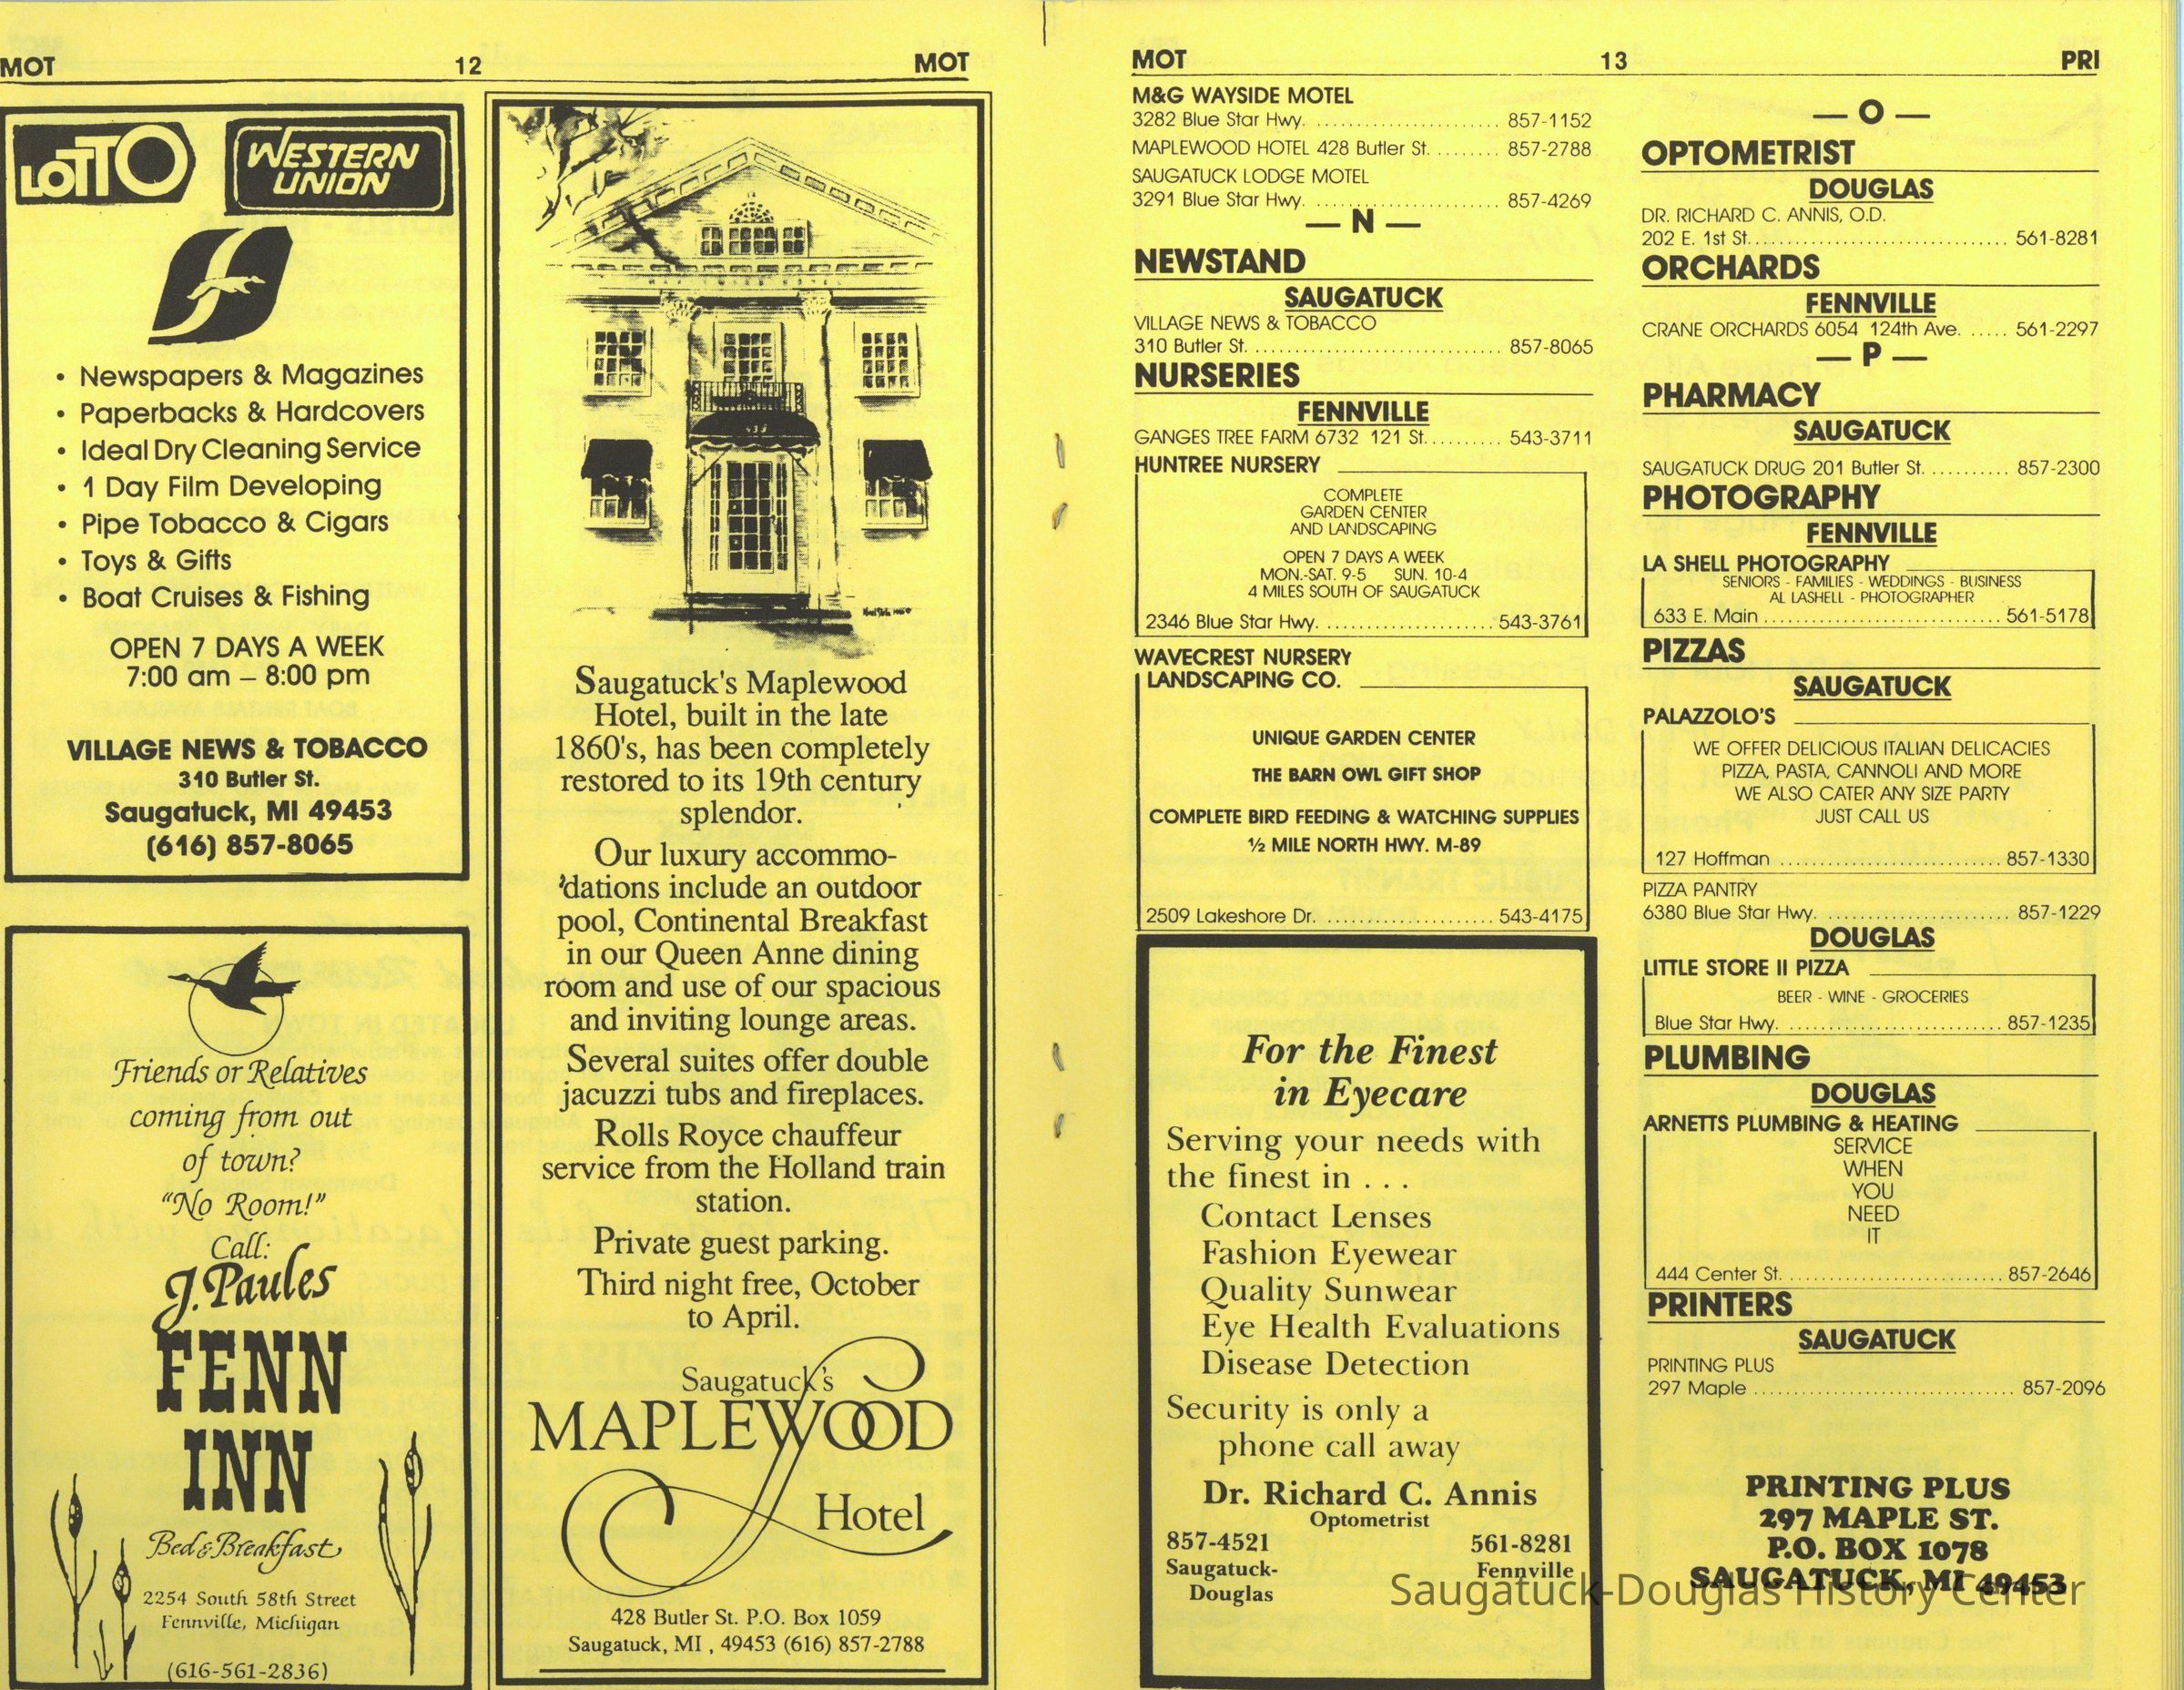 MOT 12 MOT
LOTTO
WESTERN
UNION
• Newspapers & Magazines
• Paperbacks & Hardcovers
• Ideal Dry Cleaning Service
• 1 Day Film Developing
• Pipe Tobacco & Cigars
• Toys & Gifts
• Boat Cruises & Fishing
OPEN 7 DAYS A WEEK
7:00 am – 8:00 pm
VILLAGE NEWS & TOBACCO
310 Butler St.
Saugatuck, MI 49453
(616) 857-8065
Friends or Relatives
coming from out
of town?
"No Room!"
Call:
J. Paules
FENN
INN
Bed & Breakfast
2254 South 58th Street
Fennville, Michigan
(616-561-2836)
Saugatuck's Maplewood
Hotel, built in the late
1860's, has been completely
restored to its 19th century
splendor.
Our luxury accommo-
'dations include an outdoor
pool, Continental Breakfast
in our Queen Anne dining
room and use of our spacious
and inviting lounge areas.
Several suites offer double
jacuzzi tubs and fireplaces.
Rolls Royce chauffeur
service from the Holland train
station.
Private guest parking.
Third night free, October
to April.
Saugatuck's
MAPLEWOOD
Hotel
428 Butler St. P.O. Box 1059
Saugatuck, MI , 49453 (616) 857-2788
MOT 13 PRI
M&G WAYSIDE MOTEL
3282 Blue Star Hwy. ........................ 857-1152
MAPLEWOOD HOTEL 428 Butler St. ........ 857-2788
SAUGATUCK LODGE MOTEL
3291 Blue Star Hwy. ........................ 857-4269
— N —
NEWSTAND
SAUGATUCK
VILLAGE NEWS & TOBACCO
310 Butler St. ................................ 857-8065
NURSERIES
FENNVILLE
GANGES TREE FARM 6732 121 St. ......... 543-3711
HUNTREE NURSERY
COMPLETE
GARDEN CENTER
AND LANDSCAPING
OPEN 7 DAYS A WEEK
MON.-SAT. 9-5 SUN. 10-4
4 MILES SOUTH OF SAUGATUCK
2346 Blue Star Hwy. ...................... 543-3761
WAVECREST NURSERY
LANDSCAPING CO.
UNIQUE GARDEN CENTER
THE BARN OWL GIFT SHOP
COMPLETE BIRD FEEDING & WATCHING SUPPLIES
½ MILE NORTH HWY. M-89
2509 Lakeshore Dr. ...................... 543-4175
For the Finest
in Eyecare
Serving your needs with
the finest in . . .
Contact Lenses
Fashion Eyewear
Quality Sunwear
Eye Health Evaluations
Disease Detection
Security is only a
phone call away
Dr. Richard C. Annis
Optometrist
857-4521 561-8281
Saugatuck- Fennville
Douglas
— O —
OPTOMETRIST
DOUGLAS
DR. RICHARD C. ANNIS, O.D.
202 E. 1st St. ................................ 561-8281
ORCHARDS
FENNVILLE
CRANE ORCHARDS 6054 124th Ave. ..... 561-2297
— P —
PHARMACY
SAUGATUCK
SAUGATUCK DRUG 201 Butler St. .......... 857-2300
PHOTOGRAPHY
FENNVILLE
LA SHELL PHOTOGRAPHY
SENIORS - FAMILIES - WEDDINGS - BUSINESS
AL LASHELL - PHOTOGRAPHER
633 E. Main ............................... 561-5178
PIZZAS
SAUGATUCK
PALAZZOLO'S
WE OFFER DELICIOUS ITALIAN DELICACIES
PIZZA, PASTA, CANNOLI AND MORE
WE ALSO CATER ANY SIZE PARTY
JUST CALL US
127 Hoffman ............................. 857-1330
PIZZA PANTRY
6380 Blue Star Hwy. ......................... 857-1229
DOUGLAS
LITTLE STORE II PIZZA
BEER - WINE - GROCERIES
Blue Star Hwy. ............................ 857-1235
PLUMBING
DOUGLAS
ARNETTS PLUMBING & HEATING
SERVICE
WHEN
YOU
NEED
IT
444 Center St. ............................ 857-2646
PRINTERS
SAUGATUCK
PRINTING PLUS
297 Maple .................................. 857-2096
PRINTING PLUS
297 MAPLE ST.
P.O. BOX 1078
SAUGATUCK, MI 49453
Saugatuck-Douglas History Center